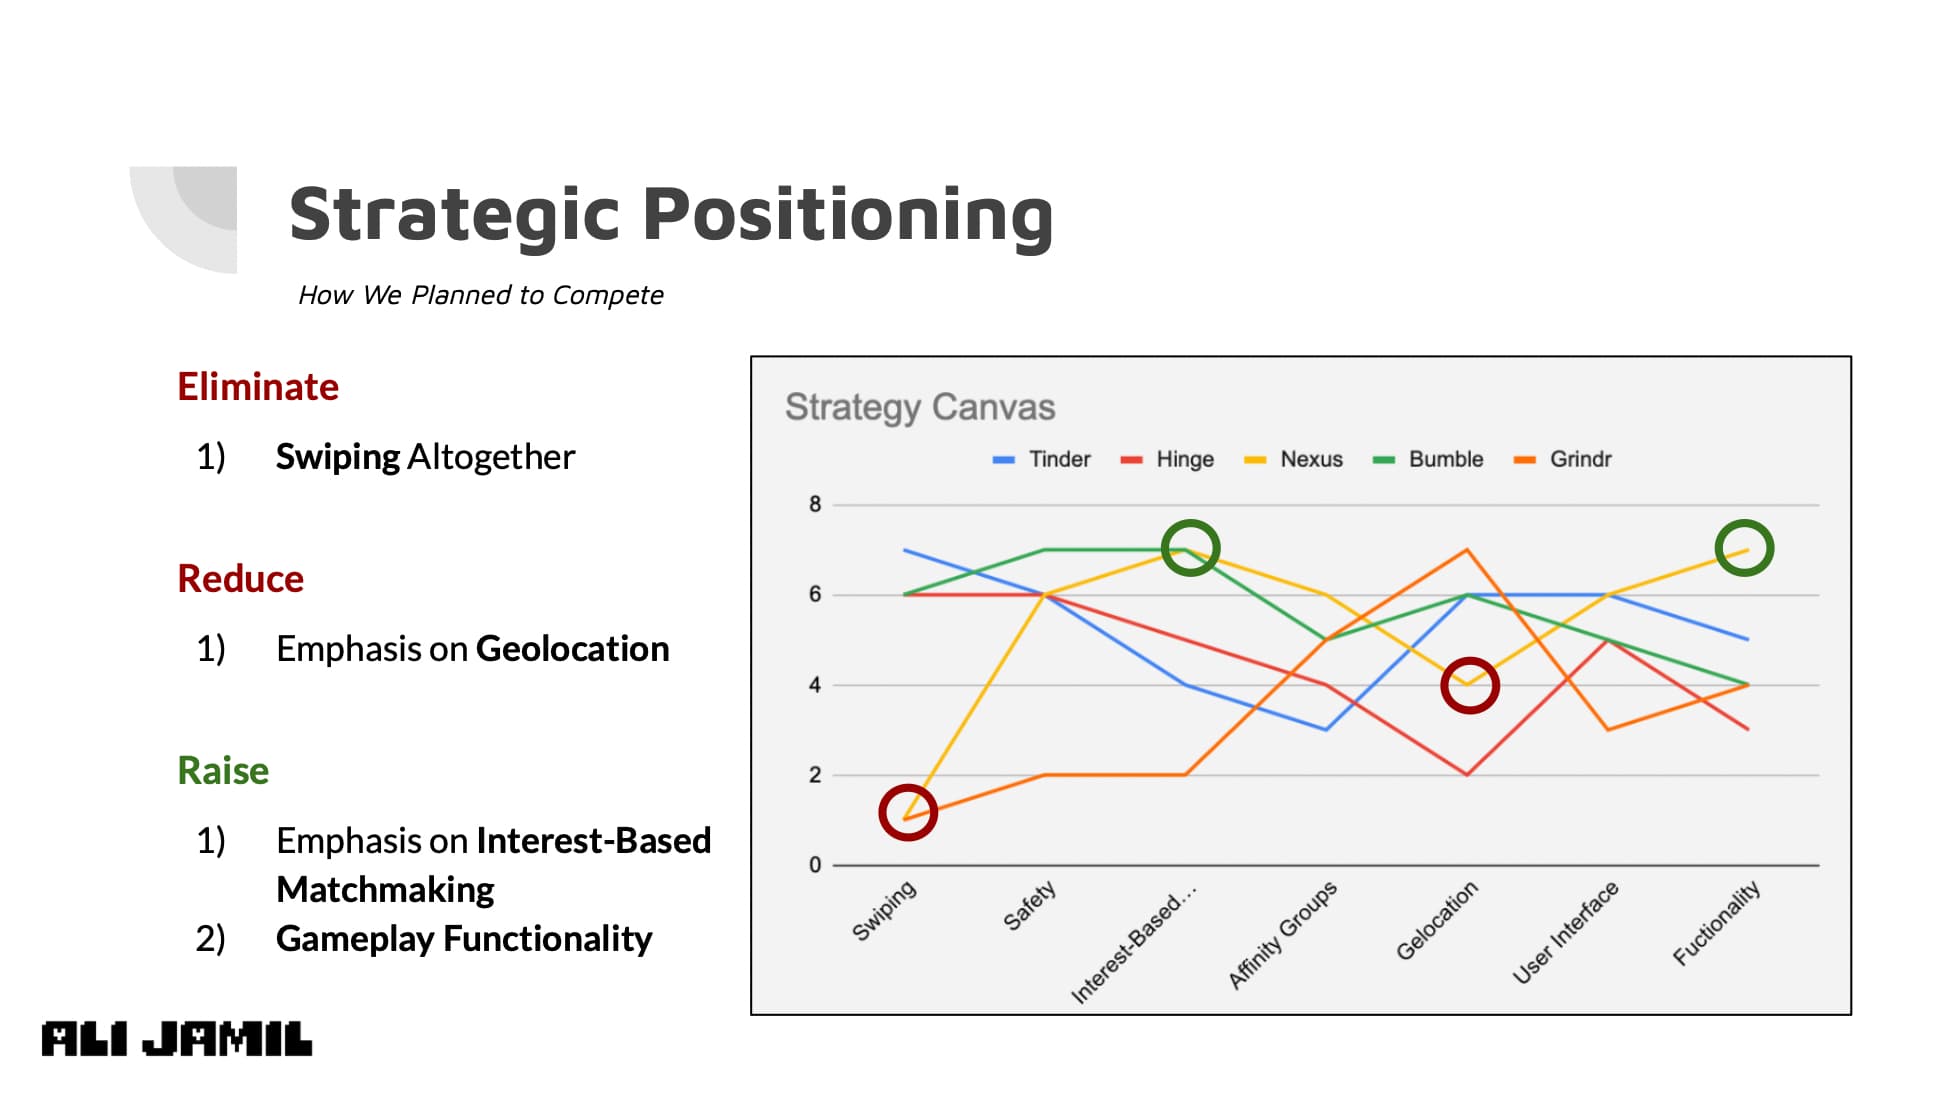 Strategic Positioning
How We Planned to Compete
Eliminate
1) Swiping Altogether
Reduce
1) Emphasis on Geolocation
Raise
1) Emphasis on Interest-Based
Matchmaking
2) Gameplay Functionality
Strategy Canvas
Tinder Hinge Nexus Bumble Grindr
8
6
4
2
0
Swiping
Safety
Interest-Based...
Affinity Groups
Gelocation
User Interface
Fuctionality
ALI JAMIL